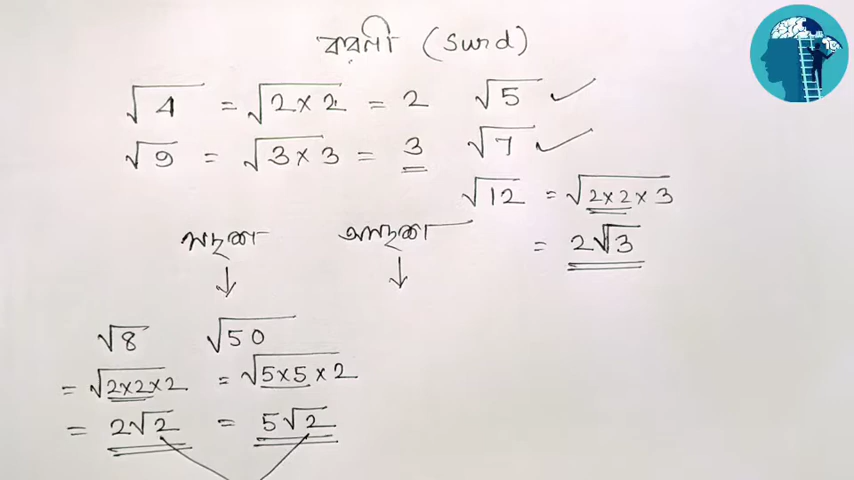 করণী (Surd)
√4 = √2×2 = 2
√9 = √3×3 = 3
√5 ✓
√7 ✓
√12 = √2×2×3
= 2√3
সদৃশ
অসদৃশ
√8
= √2×2×2
= 2√2
√50
= √5×5×2
= 5√2